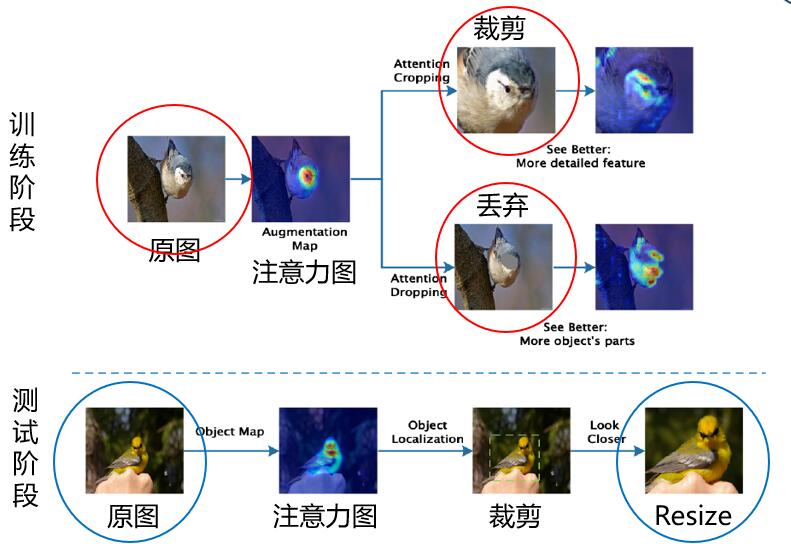 训练阶段
原图
Augmentation
Map
注意力图
Attention
Cropping
裁剪
See Better:
More detailed feature
Attention
Dropping
丢弃
See Better:
More object's parts
测试阶段
原图
Object Map
注意力图
Object
Localization
裁剪
Look
Closer
Resize